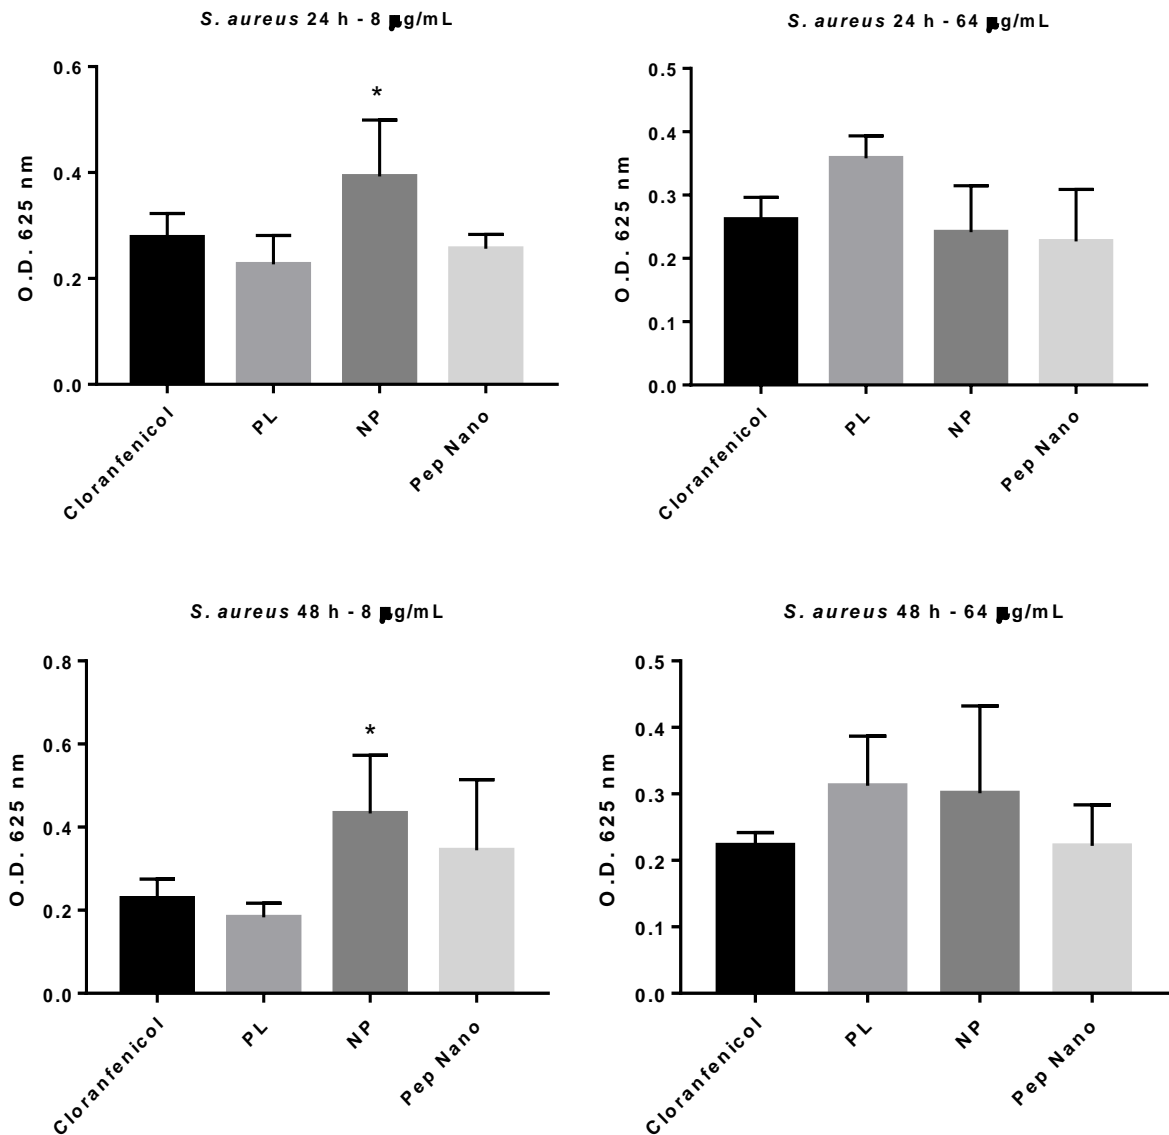 S. aureus 24 h - 8 µg/mL
0.6
0.4
0.2
0.0
O.D. 625 nm
*
Cloranfenicol
PL
NP
Pep Nano
S. aureus 24 h - 64 µg/mL
0.5
0.4
0.3
0.2
0.1
0.0
O.D. 625 nm
Cloranfenicol
PL
NP
Pep Nano
S. aureus 48 h - 8 µg/mL
0.8
0.6
0.4
0.2
0.0
O.D. 625 nm
*
Cloranfenicol
PL
NP
Pep Nano
S. aureus 48 h - 64 µg/mL
0.5
0.4
0.3
0.2
0.1
0.0
O.D. 625 nm
Cloranfenicol
PL
NP
Pep Nano